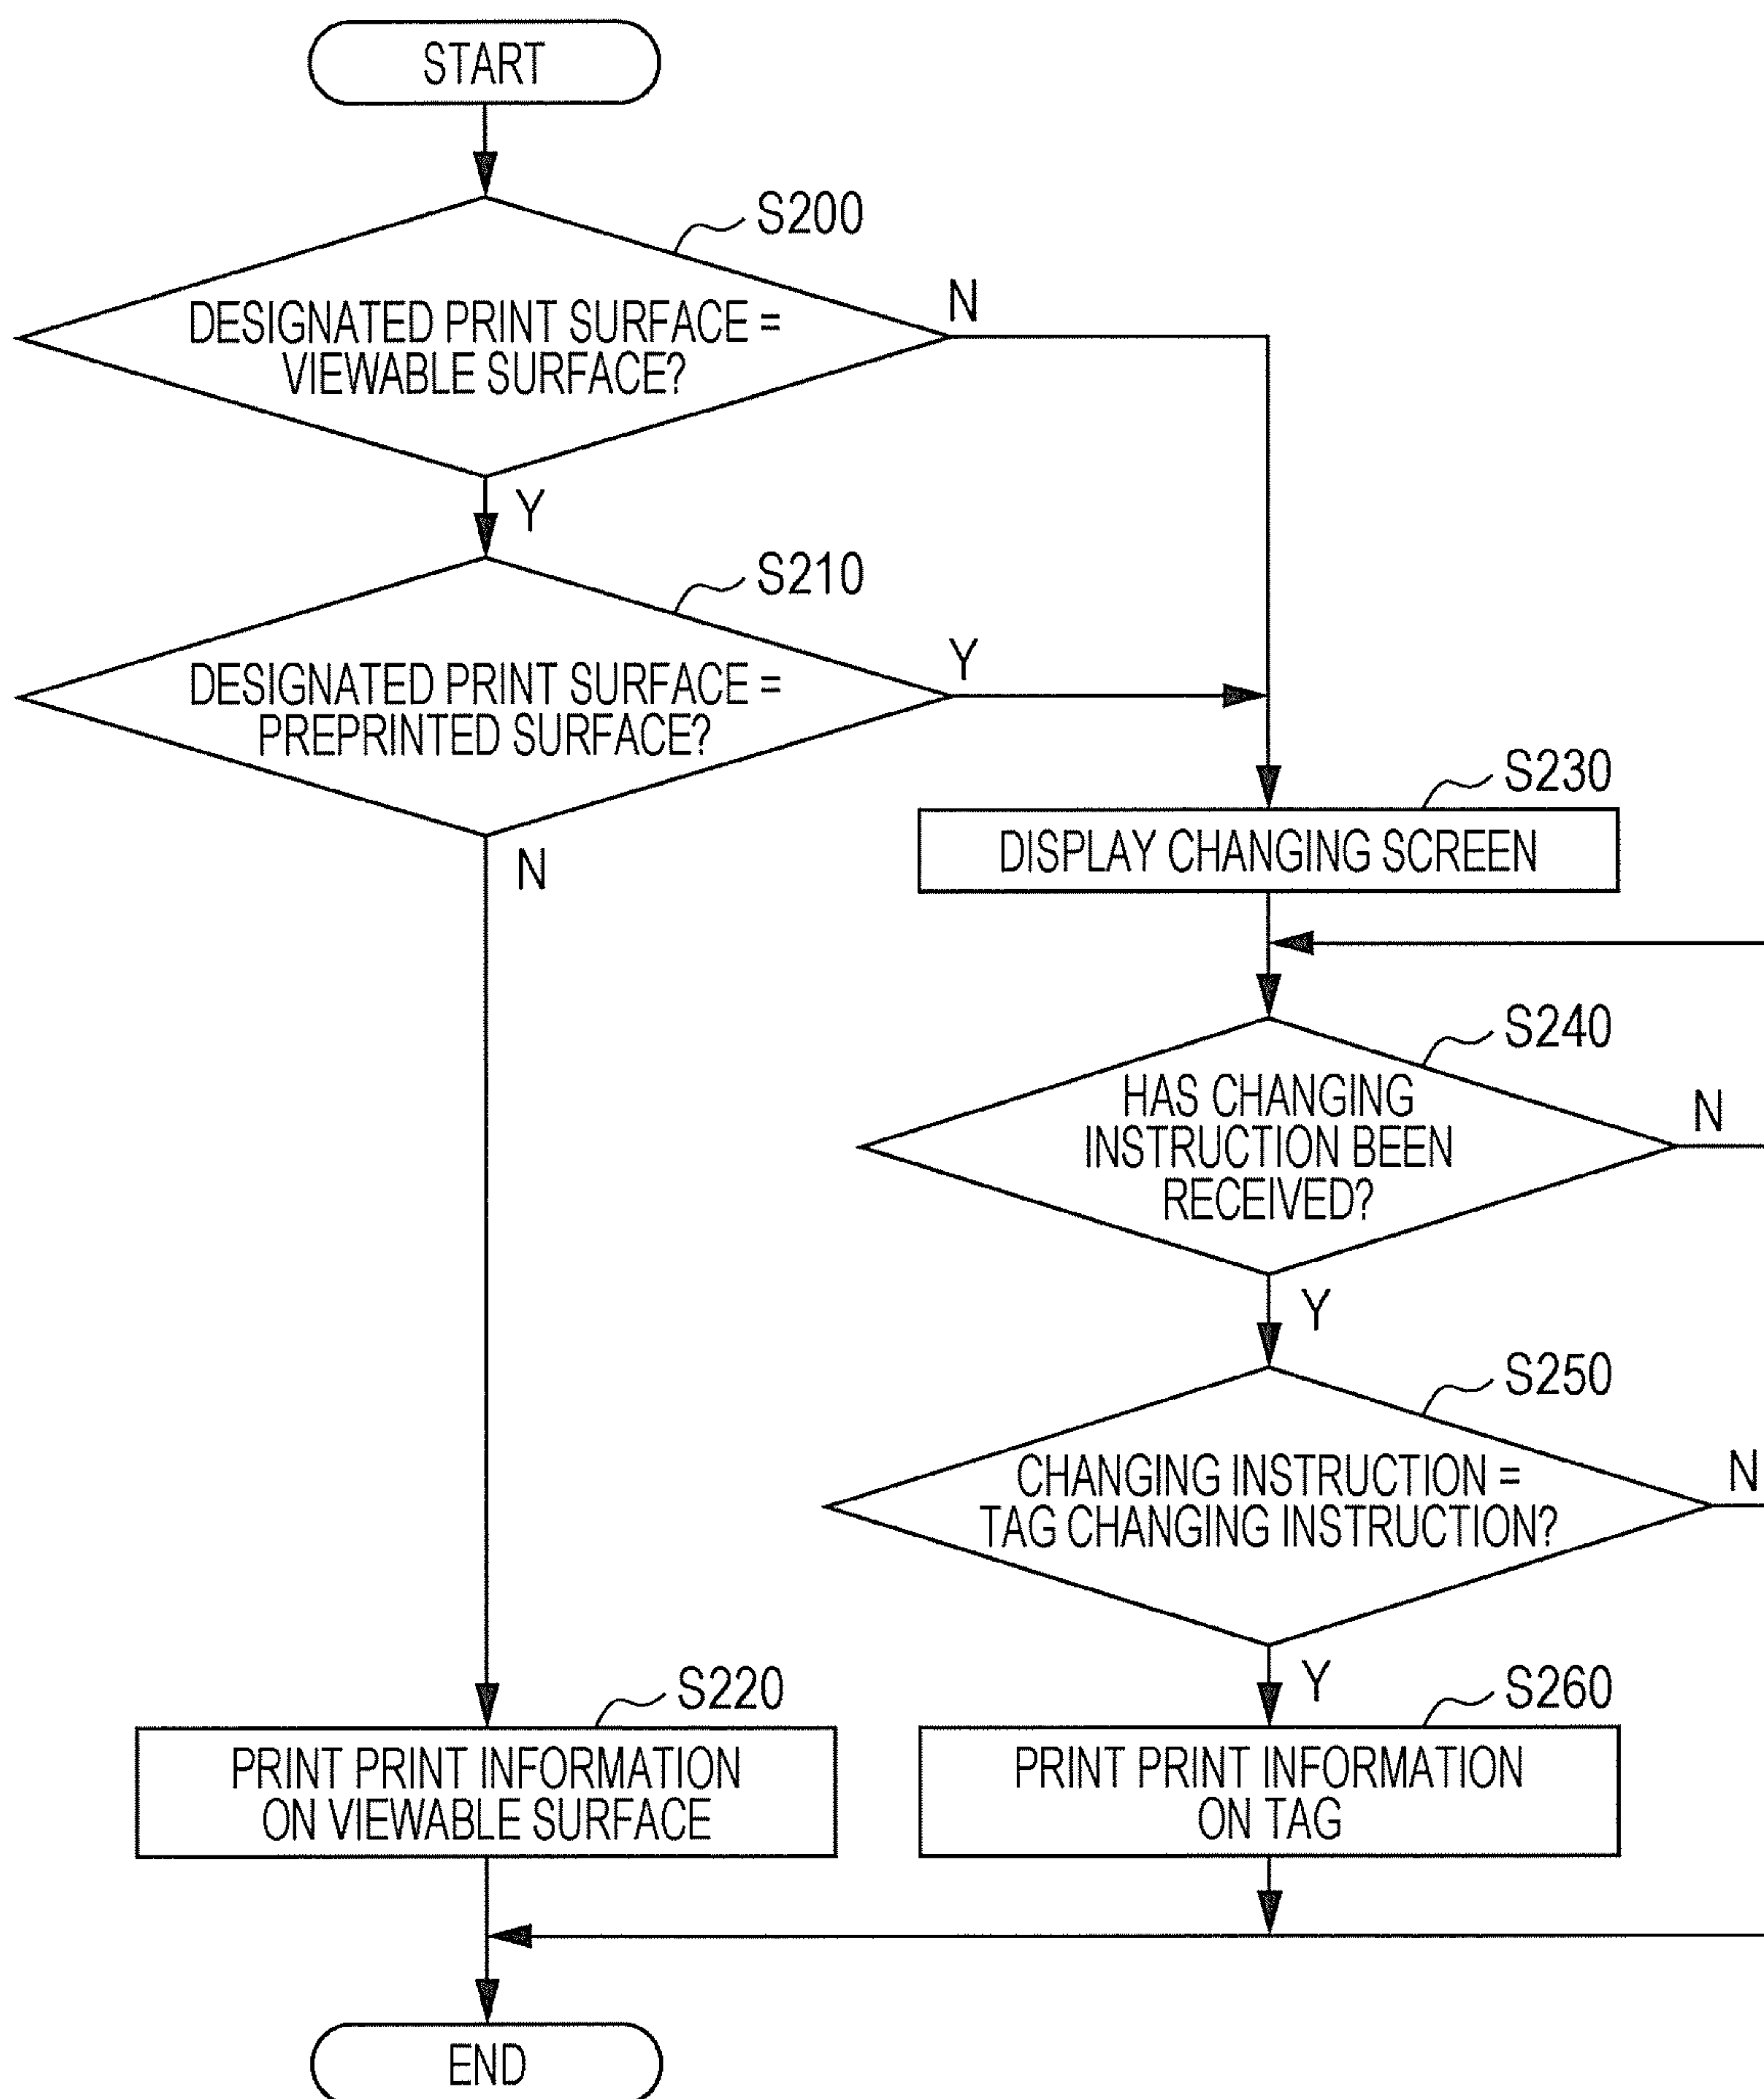 START
S200
DESIGNATED PRINT SURFACE =
VIEWABLE SURFACE?
N
Y
S210
DESIGNATED PRINT SURFACE =
PREPRINTED SURFACE?
Y
N
S230
DISPLAY CHANGING SCREEN
S240
HAS CHANGING
INSTRUCTION BEEN
RECEIVED?
N
Y
S250
CHANGING INSTRUCTION =
TAG CHANGING INSTRUCTION?
N
Y
S220
PRINT PRINT INFORMATION
ON VIEWABLE SURFACE
S260
PRINT PRINT INFORMATION
ON TAG
END